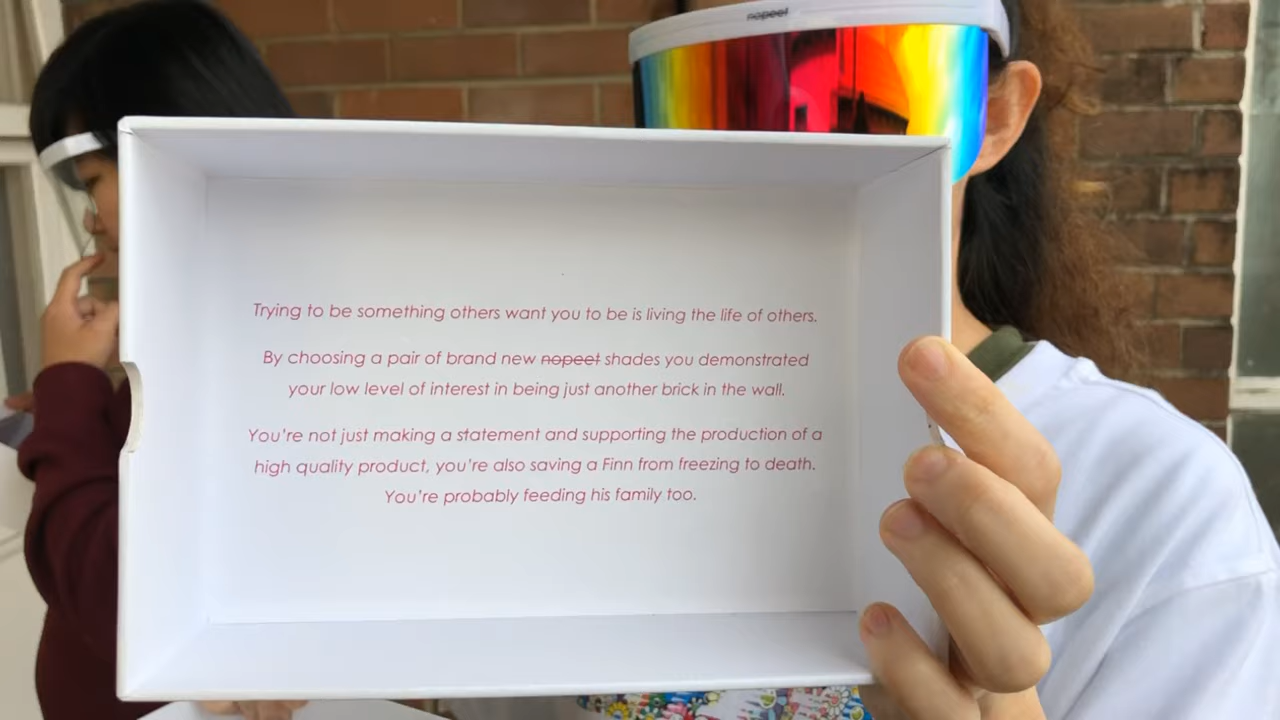 nopeet
Trying to be something others want you to be is living the life of others.
By choosing a pair of brand new nopeet shades you demonstrated
your low level of interest in being just another brick in the wall.
You're not just making a statement and supporting the production of a
high quality product, you're also saving a Finn from freezing to death.
You're probably feeding his family too.